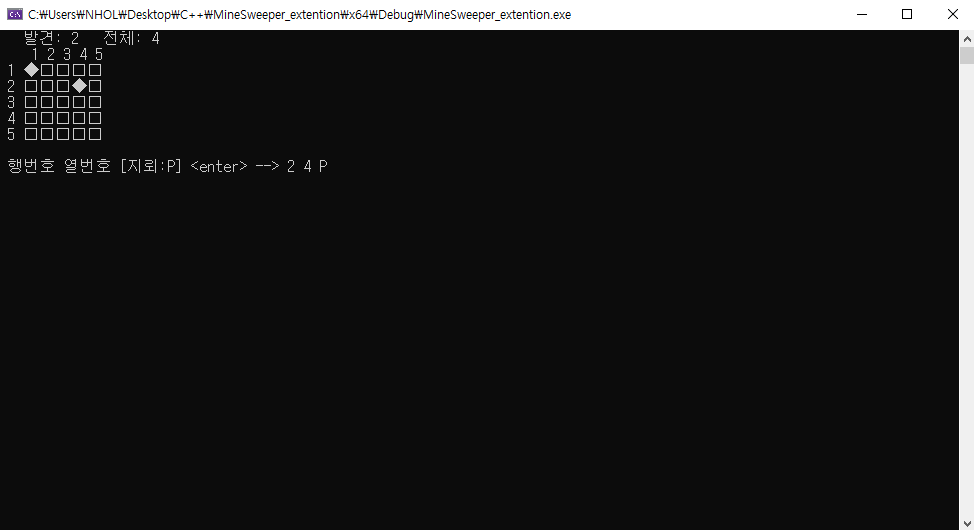 C:\Users\NHOL\Desktop\C++\MineSweeper_extention\x64\Debug\MineSweeper_extention.exe
발견: 2 전체: 4
1 2 3 4 5
1 ◆□□□□
2 □□□◆□
3 □□□□□
4 □□□□□
5 □□□□□
행번호 열번호 [지뢰:P] <enter> --> 2 4 P